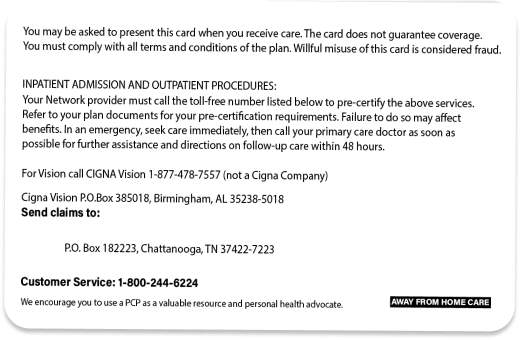 You may be asked to present this card when you receive care. The card does not guarantee coverage.
You must comply with all terms and conditions of the plan. Willful misuse of this card is considered fraud.
INPATIENT ADMISSION AND OUTPATIENT PROCEDURES:
Your Network provider must call the toll-free number listed below to pre-certify the above services.
Refer to your plan documents for your pre-certification requirements. Failure to do so may affect
benefits. In an emergency, seek care immediately, then call your primary care doctor as soon as
possible for further assistance and directions on follow-up care within 48 hours.
For Vision call CIGNA Vision 1-877-478-7557 (not a Cigna Company)
Cigna Vision P.O.Box 385018, Birmingham, AL 35238-5018
Send claims to:
P.O. Box 182223, Chattanooga, TN 37422-7223
Customer Service: 1-800-244-6224
We encourage you to use a PCP as a valuable resource and personal health advocate.
AWAY FROM HOME CARE